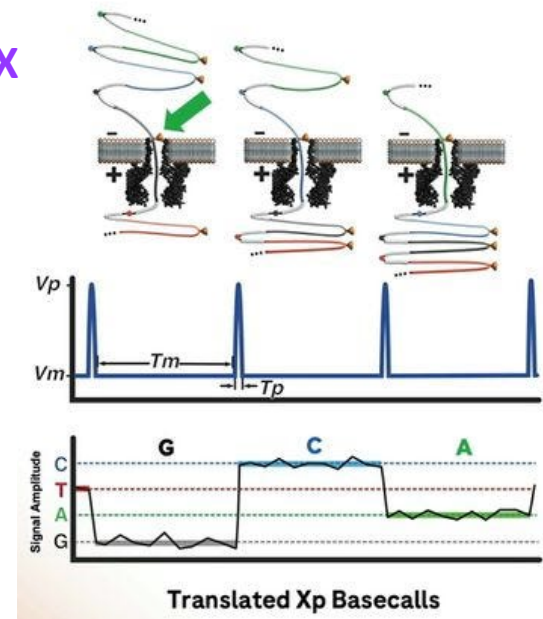 X
...
...
...
−
−
−
+
+
+
...
...
...
Vp
Tm
Vm
Tp
G C A
C
T
A
G
Signal Amplitude
Translated Xp Basecalls